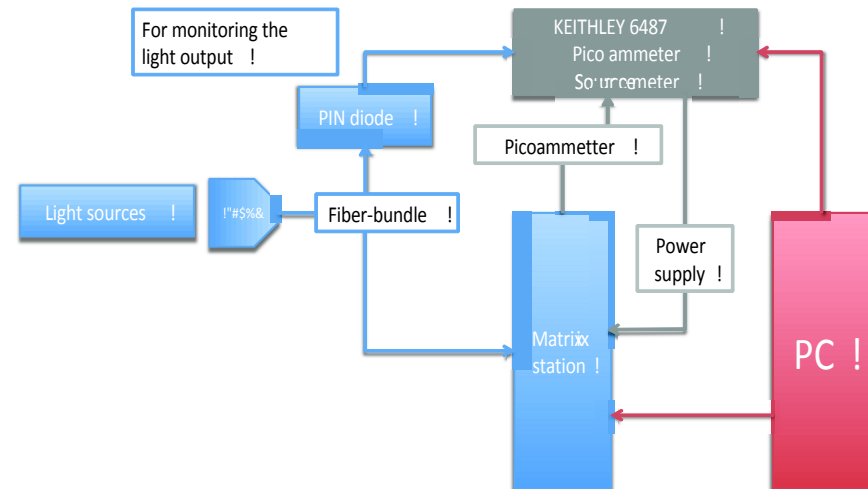 For monitoring the
light output !
KEITHLEY 6487 !
Pico ammeter !
Sourcemeter !
PIN diode !
Picoammetter !
Light sources !
!"#$%&
Fiber-bundle !
Power
supply !
Matrixx
station !
PC !